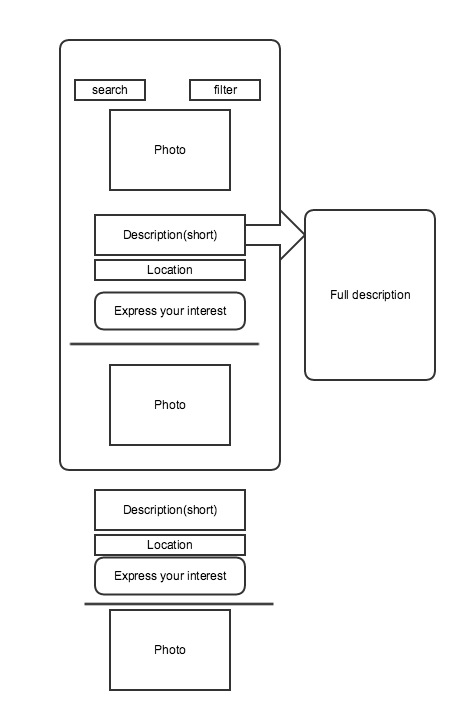 search
filter
Photo
Description(short)
Location
Express your interest
Full description
Photo
Description(short)
Location
Express your interest
Photo